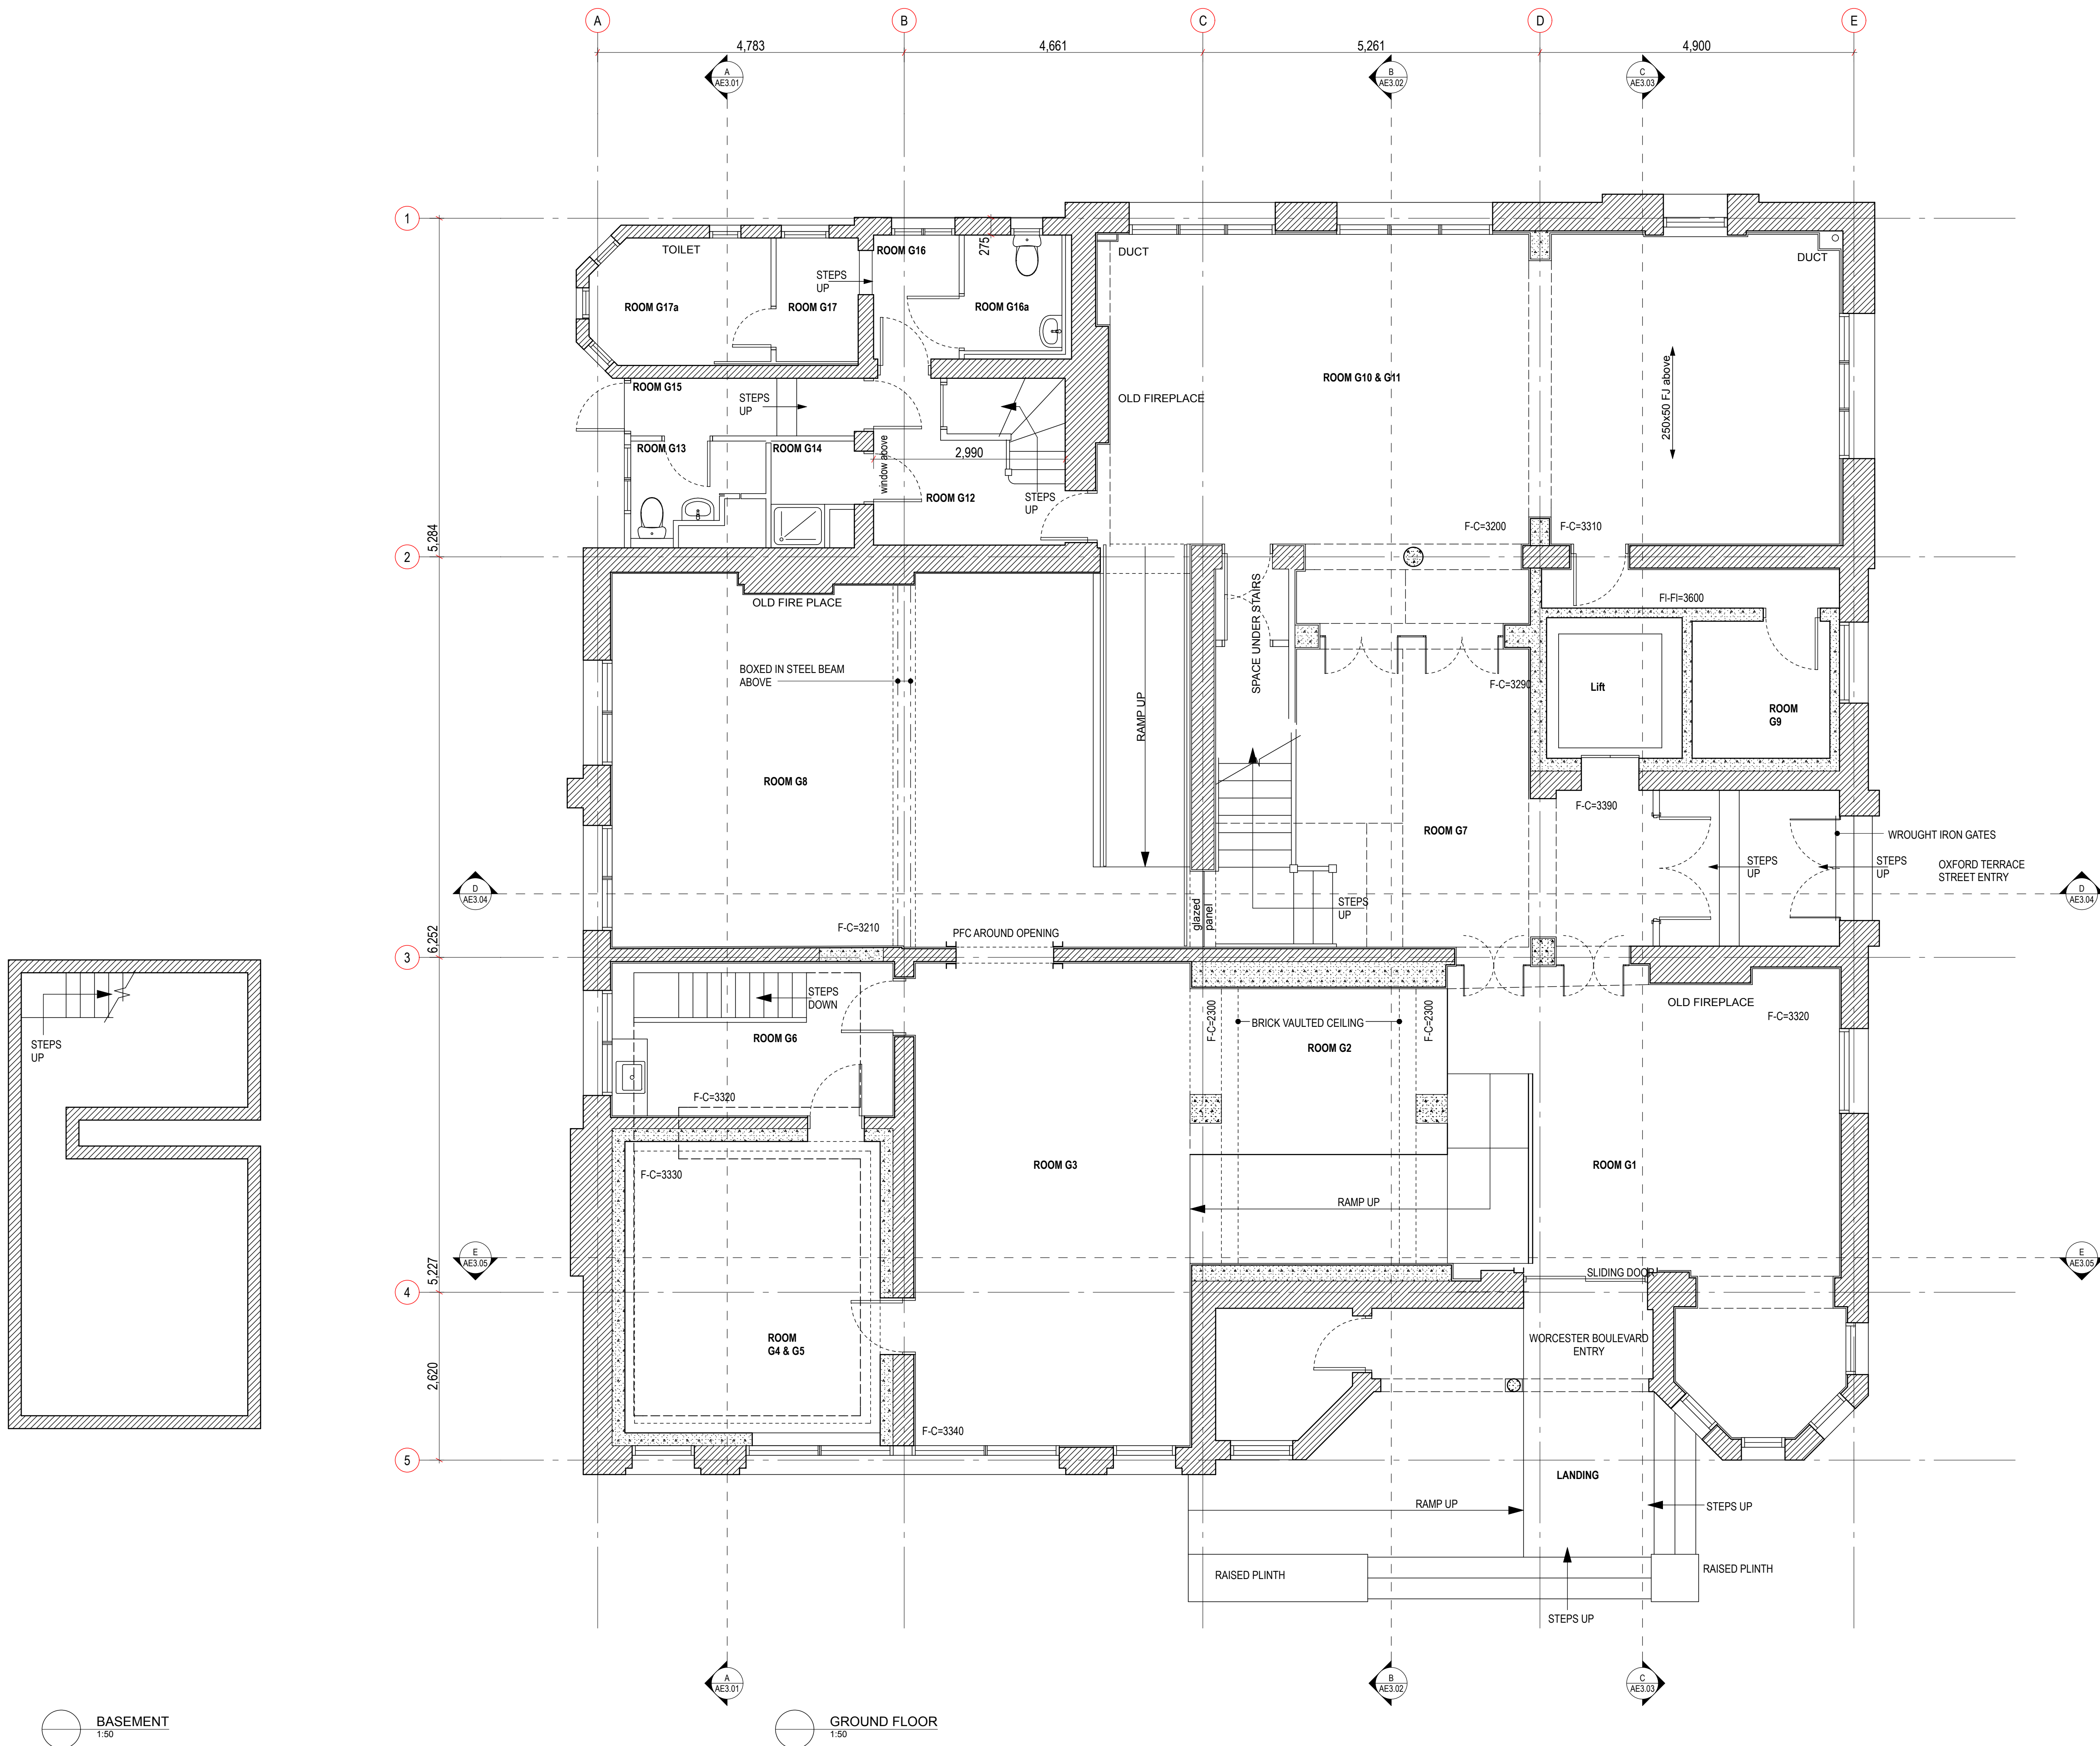 A
B
C
D
E
4,783
4,661
5,261
4,900
A
AE3.01
B
AE3.02
C
AE3.03
1
TOILET
ROOM G16
275
DUCT
DUCT
STEPS
UP
ROOM G17a
ROOM G17
ROOM G16a
ROOM G15
STEPS
UP
OLD FIREPLACE
ROOM G10 & G11
250x50 FJ above
ROOM G13
ROOM G14
window above
2,990
ROOM G12
STEPS
UP
5,284
F-C=3200
F-C=3310
2
OLD FIRE PLACE
SPACE UNDER STAIRS
Fl-Fl=3600
BOXED IN STEEL BEAM
ABOVE
RAMP UP
F-C=3290
Lift
ROOM
G9
ROOM G8
F-C=3390
ROOM G7
WROUGHT IRON GATES
STEPS
UP
STEPS
UP
OXFORD TERRACE
STREET ENTRY
D
AE3.04
D
AE3.04
STEPS
UP
glazed
panel
F-C=3210
PFC AROUND OPENING
6,252
3
STEPS
DOWN
OLD FIREPLACE
F-C=3320
F-C=2300
BRICK VAULTED CEILING
F-C=2300
STEPS
UP
ROOM G6
ROOM G2
F-C=3320
ROOM G3
ROOM G1
F-C=3330
RAMP UP
E
AE3.05
E
AE3.05
5,227
SLIDING DOOR
4
ROOM
G4 & G5
WORCESTER BOULEVARD
ENTRY
2,620
F-C=3340
5
LANDING
RAMP UP
STEPS UP
RAISED PLINTH
RAISED PLINTH
STEPS UP
A
AE3.01
B
AE3.02
C
AE3.03
BASEMENT
1:50
GROUND FLOOR
1:50